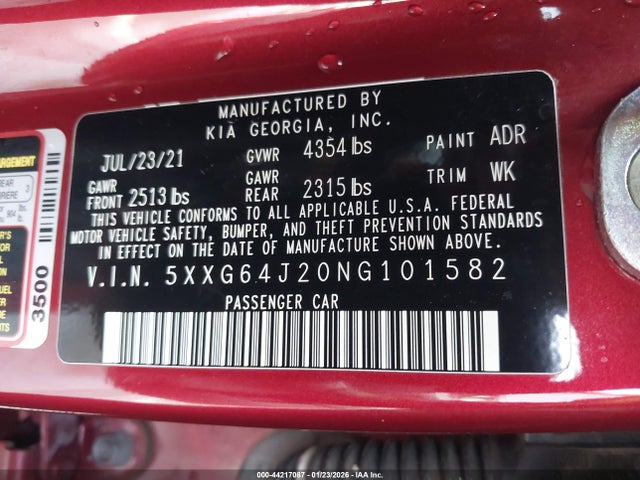 MANUFACTURED BY
KIA GEORGIA, INC.
JUL/23/21 GVWR 4354 lbs PAINT ADR
GAWR FRONT 2513 lbs GAWR REAR 2315 lbs TRIM WK
THIS VEHICLE CONFORMS TO ALL APPLICABLE U.S.A. FEDERAL
MOTOR VEHICLE SAFETY, BUMPER, AND THEFT PREVENTION STANDARDS
IN EFFECT ON THE DATE OF MANUFACTURE SHOWN ABOVE.
V.I.N. 5XXG64J20NG101582
PASSENGER CAR
3500
000-44217087 - 01/23/2026 - IAA Inc.